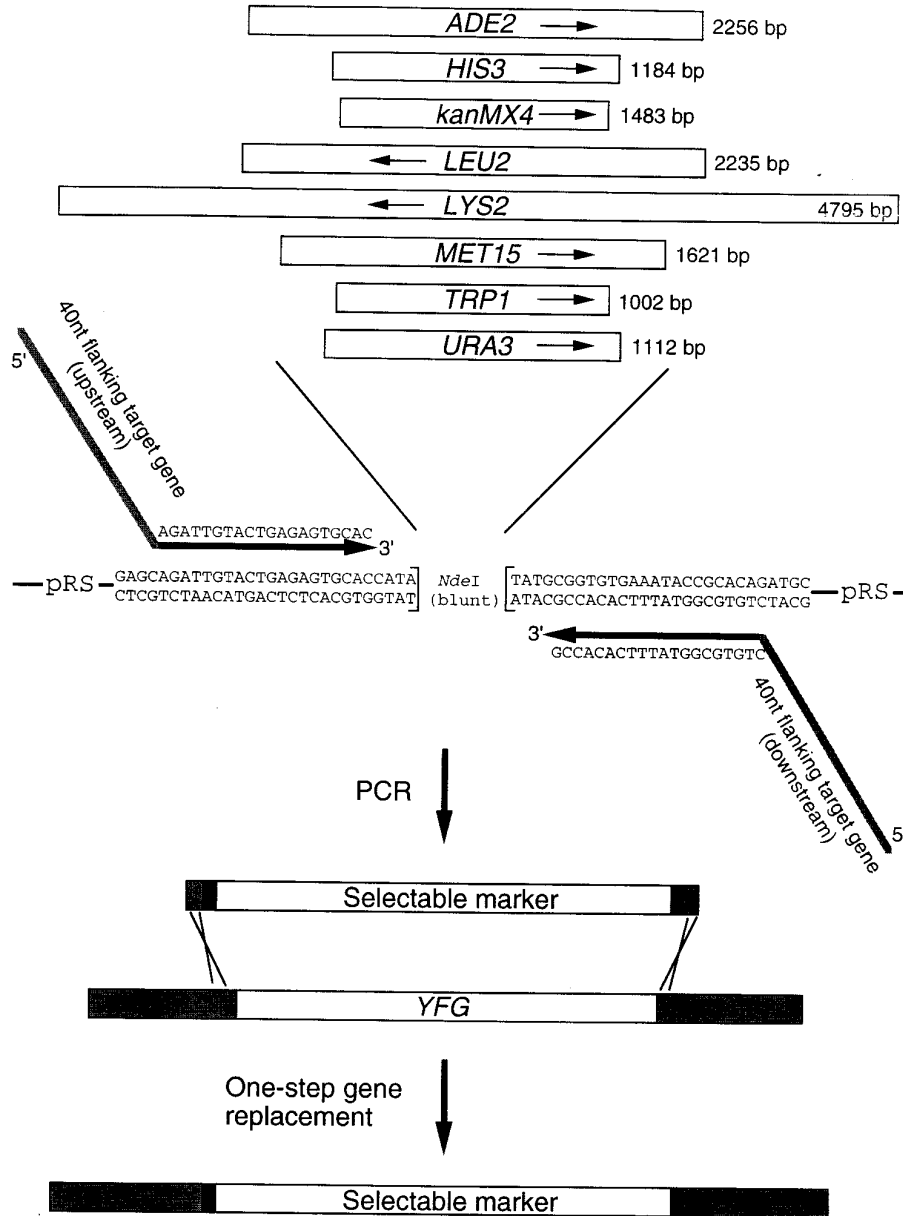 ADE2 2256 bp
HIS3 1184 bp
kanMX4 1483 bp
LEU2 2235 bp
LYS2 4795 bp
MET15 1621 bp
TRP1 1002 bp
URA3 1112 bp
5'
40nt flanking target gene
(upstream)
AGATTGTACTGAGAGTGCAC
3'
pRS GAGCAGATTGTACTGAGAGTGCACCATA NdeI TATGCGGTGTGAAATACCGCACAGATGC pRS
CTCGTCTAACATGACTCTCACGTGGTAT (blunt) ATACGCCACACTTTATGGCGTGTCTACG
3'
GCCACACTTTATGGCGTGTC
40nt flanking target gene
(downstream)
5'
PCR
Selectable marker
YFG
One-step gene
replacement
Selectable marker